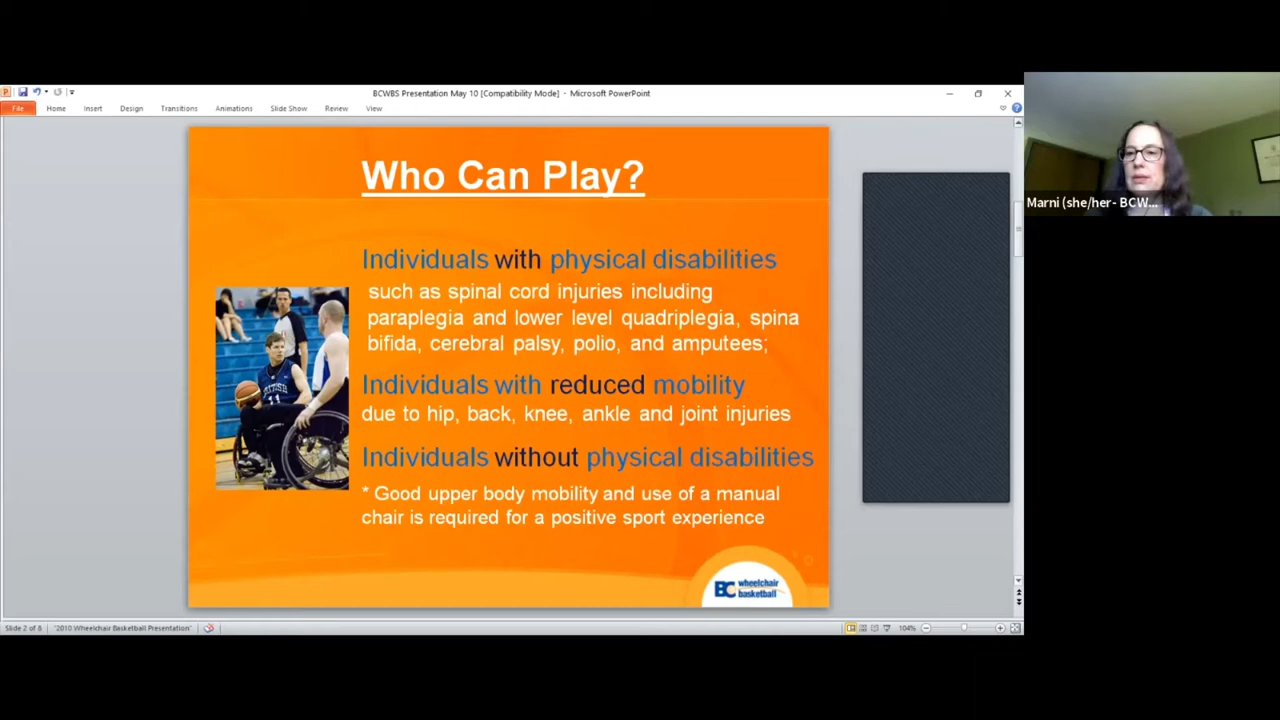 BCWBS Presentation May 10 [Compatibility Mode] - Microsoft PowerPoint
File Home Insert Design Transitions Animations Slide Show Review View
Who Can Play?
Individuals with physical disabilities
such as spinal cord injuries including
paraplegia and lower level quadriplegia, spina
bifida, cerebral palsy, polio, and amputees;
Individuals with reduced mobility
due to hip, back, knee, ankle and joint injuries
Individuals without physical disabilities
* Good upper body mobility and use of a manual
chair is required for a positive sport experience
11
BC wheelchair
basketball
Marni (she/her- BCW...
Slide 2 of 8 "2010 Wheelchair Basketball Presentation" 104%